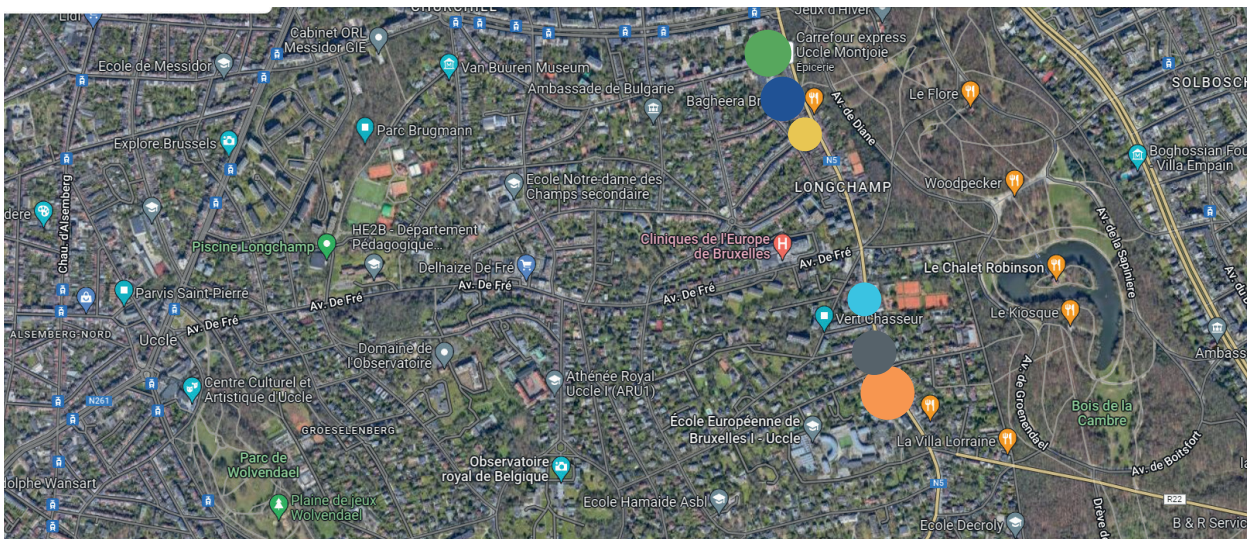 Lidl
CHURCHILL
Jeux d'Hiver
Cabinet ORL
Messidor GIE
Carrefour express
Uccle Montjoie
Épicerie
Ecole de Messidor
Van Buuren Museum
SOLBOSC
Ambassade de Bulgarie
Bagheera Br
Le Flore
Av. de Diane
Parc Brugmann
Explore Brussels
Boghossian Fou
- Villa Empain
N5
LONGCHAMP
Woodpecker
Ecole Notre-dame des
Champs secondaire
Chau. d'Alsemberg
dere
HE2B - Département
Pédagogique...
Piscine Longchamp
Cliniques de l'Europe
de Bruxelles
Av. de la Sapinière
Delhaize De Fré
Av. De Fré
Le Chalet Robinson
Av. De Fré
Av. De Fré
Av. De Fré
Av. De Fré
Parvis Saint-Pierre
Vert Chasseur
Le Kiosque
ALSEMBERG-NORD
Uccle
Domaine de
l'Observatoire
Ambass
Centre Culturel et
Artistique d'Uccle
Athénée Royal
Uccle I (ARU1)
Av. de Groenendael
N261
Bois de la
Cambre
École Européenne de
Bruxelles I - Uccle
GROESELENBERG
La Villa Lorraine
Parc de
Wolvendael
Observatoire
royal de Belgique
Av. de Boitsfort
dolphe Wansart
N5
R22
Plaine de jeux
Wolvendael
Ecole Hamaide Asbl
Ecole Decroly
B & R Servic